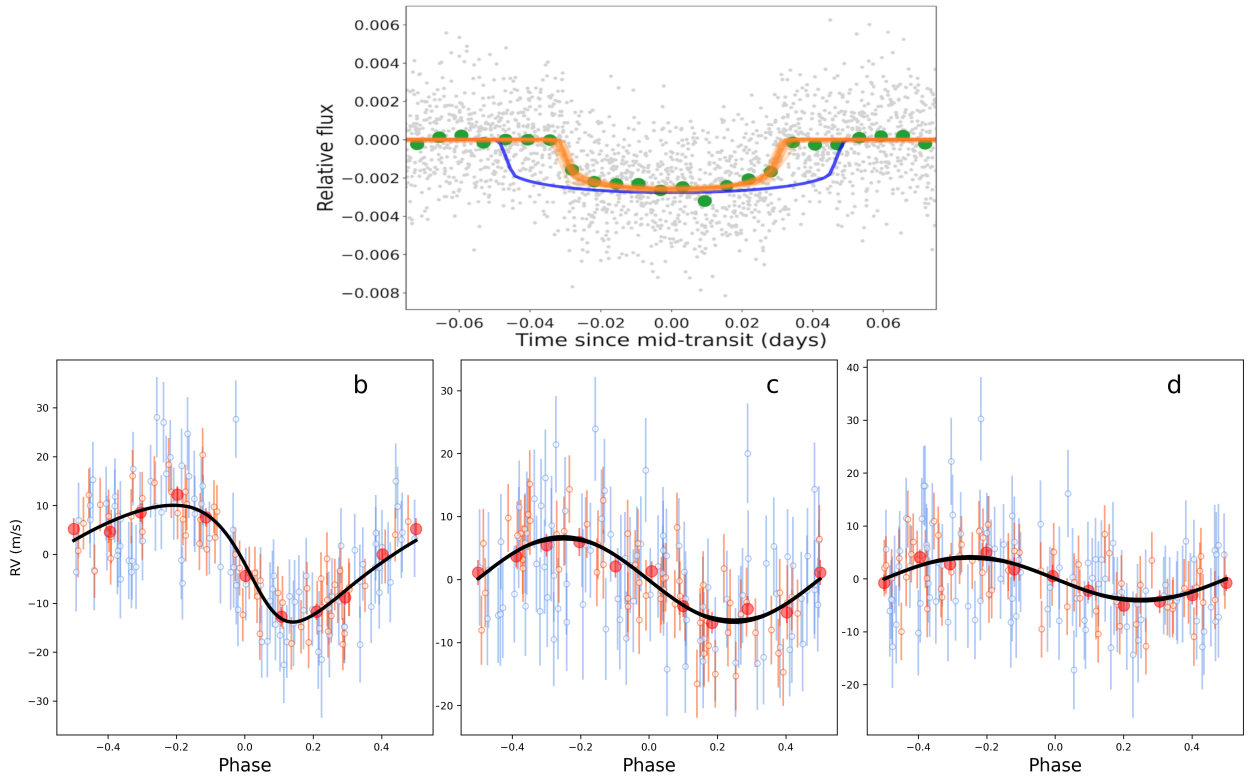 0.006
0.004
0.002
0.000
−0.002
−0.004
−0.006
−0.008
Relative flux
−0.06 −0.04 −0.02 0.00 0.02 0.04 0.06
Time since mid-transit (days)
b
30
20
10
0
−10
−20
−30
RV (m/s)
−0.4 −0.2 0.0 0.2 0.4
Phase
c
30
20
10
0
−10
−20
−0.4 −0.2 0.0 0.2 0.4
Phase
d
40
30
20
10
0
−10
−20
−0.4 −0.2 0.0 0.2 0.4
Phase